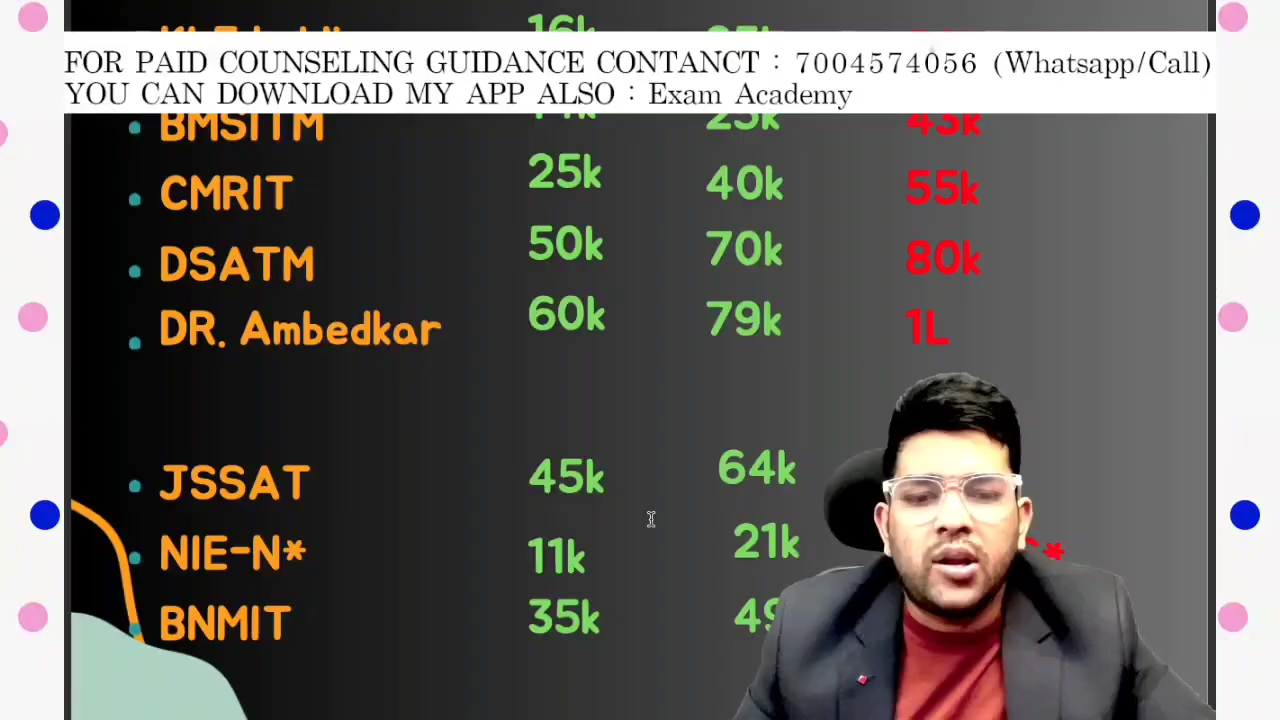 FOR PAID COUNSELING GUIDANCE CONTANCT : 7004574056 (Whatsapp/Call)
YOU CAN DOWNLOAD MY APP ALSO : Exam Academy
BMSITM 25k 43k
CMRIT 25k 40k 55k
DSATM 50k 70k 80k
DR. Ambedkar 60k 79k 1L
JSSAT 45k 64k
NIE-N* 11k 21k *
BNMIT 35k